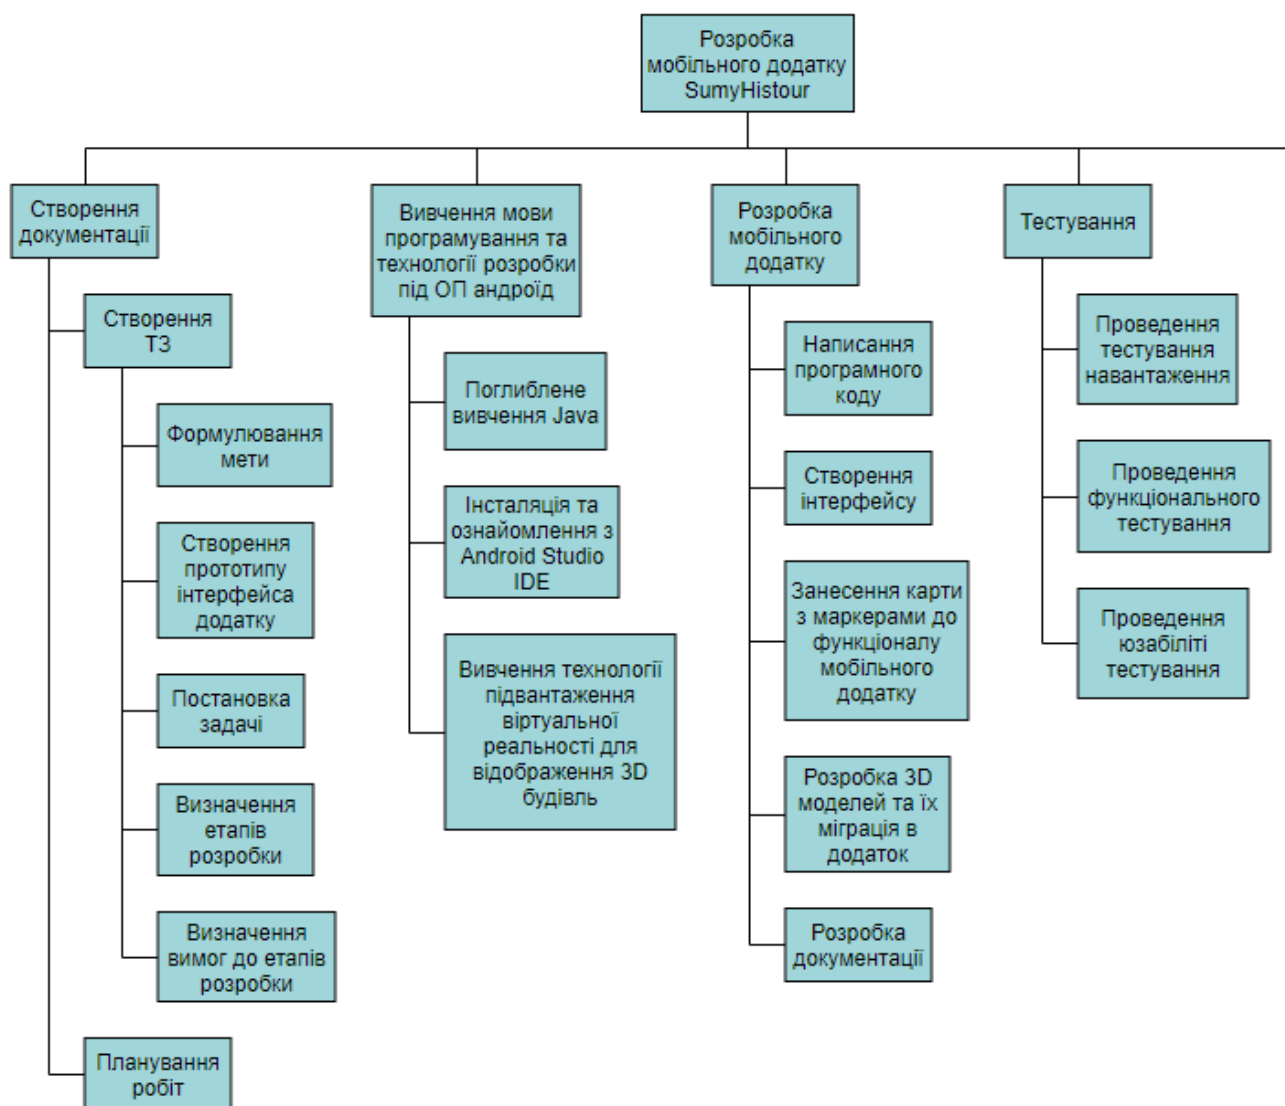 Розробка
мобільного додатку
SumyHistour
Створення
документації
Створення
ТЗ
Формулювання
мети
Створення
прототипу
інтерфейса
додатку
Постановка
задачі
Визначення
етапів
розробки
Визначення
вимог до етапів
розробки
Планування
робіт
Вивчення мови
програмування та
технології розробки
під ОП андроїд
Поглиблене
вивчення Java
Інсталяція та
ознайомлення з
Android Studio
IDE
Вивчення технології
підвантаження
віртуальної
реальності для
відображення 3D
будівль
Розробка
мобільного
додатку
Написання
програмного
коду
Створення
інтерфейсу
Занесення карти
з маркерами до
функціоналу
мобільного
додатку
Розробка 3D
моделей та їх
міграція в
додаток
Розробка
документації
Тестування
Проведення
тестування
навантаження
Проведення
функціонального
тестування
Проведення
юзабіліті
тестування